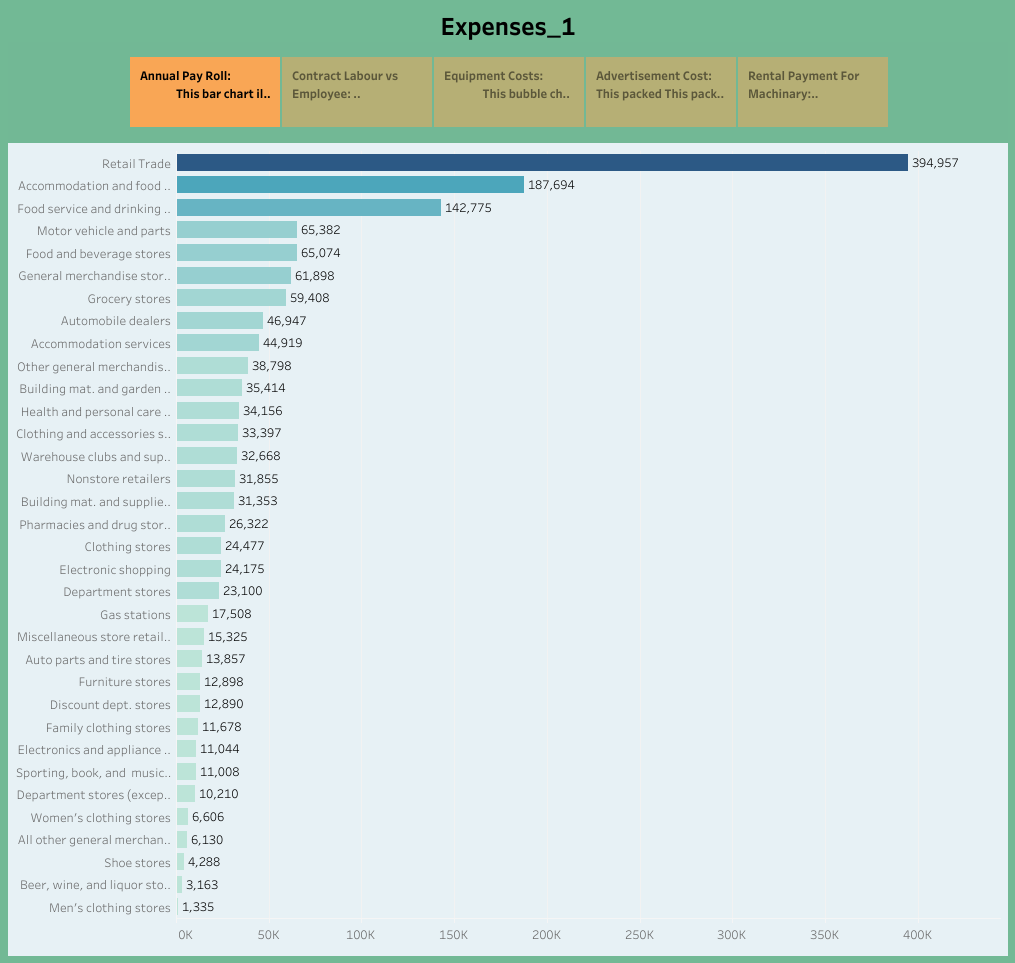 Expenses_1
Annual Pay Roll:
This bar chart il..
Contract Labour vs
Employee: ..
Equipment Costs:
This bubble ch..
Advertisement Cost:
This packed This pack..
Rental Payment For
Machinary:..
Retail Trade 394,957
Accommodation and food .. 187,694
Food service and drinking .. 142,775
Motor vehicle and parts 65,382
Food and beverage stores 65,074
General merchandise stor.. 61,898
Grocery stores 59,408
Automobile dealers 46,947
Accommodation services 44,919
Other general merchandis.. 38,798
Building mat. and garden .. 35,414
Health and personal care .. 34,156
Clothing and accessories s.. 33,397
Warehouse clubs and sup.. 32,668
Nonstore retailers 31,855
Building mat. and supplie.. 31,353
Pharmacies and drug stor.. 26,322
Clothing stores 24,477
Electronic shopping 24,175
Department stores 23,100
Gas stations 17,508
Miscellaneous store retail.. 15,325
Auto parts and tire stores 13,857
Furniture stores 12,898
Discount dept. stores 12,890
Family clothing stores 11,678
Electronics and appliance .. 11,044
Sporting, book, and  music.. 11,008
Department stores (excep.. 10,210
Women's clothing stores 6,606
All other general merchan.. 6,130
Shoe stores 4,288
Beer, wine, and liquor sto.. 3,163
Men's clothing stores 1,335
0K 50K 100K 150K 200K 250K 300K 350K 400K